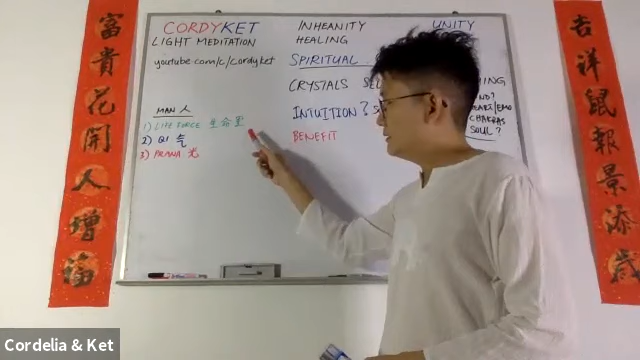 富貴花開人增福
CORDYKET
LIGHT MEDITATION
youtube.com/c/cordyket
MAN 人
1) LIFE FORCE 生命里
2) QI 气
3) PRANA 光
INHEANITY
HEALING
SPIRITUAL
CRYSTALS
INTUITION?
BENEFIT
UNITY
CHAKRAS
SOUL?
吉祥鼠報景添福
Cordelia & Ket